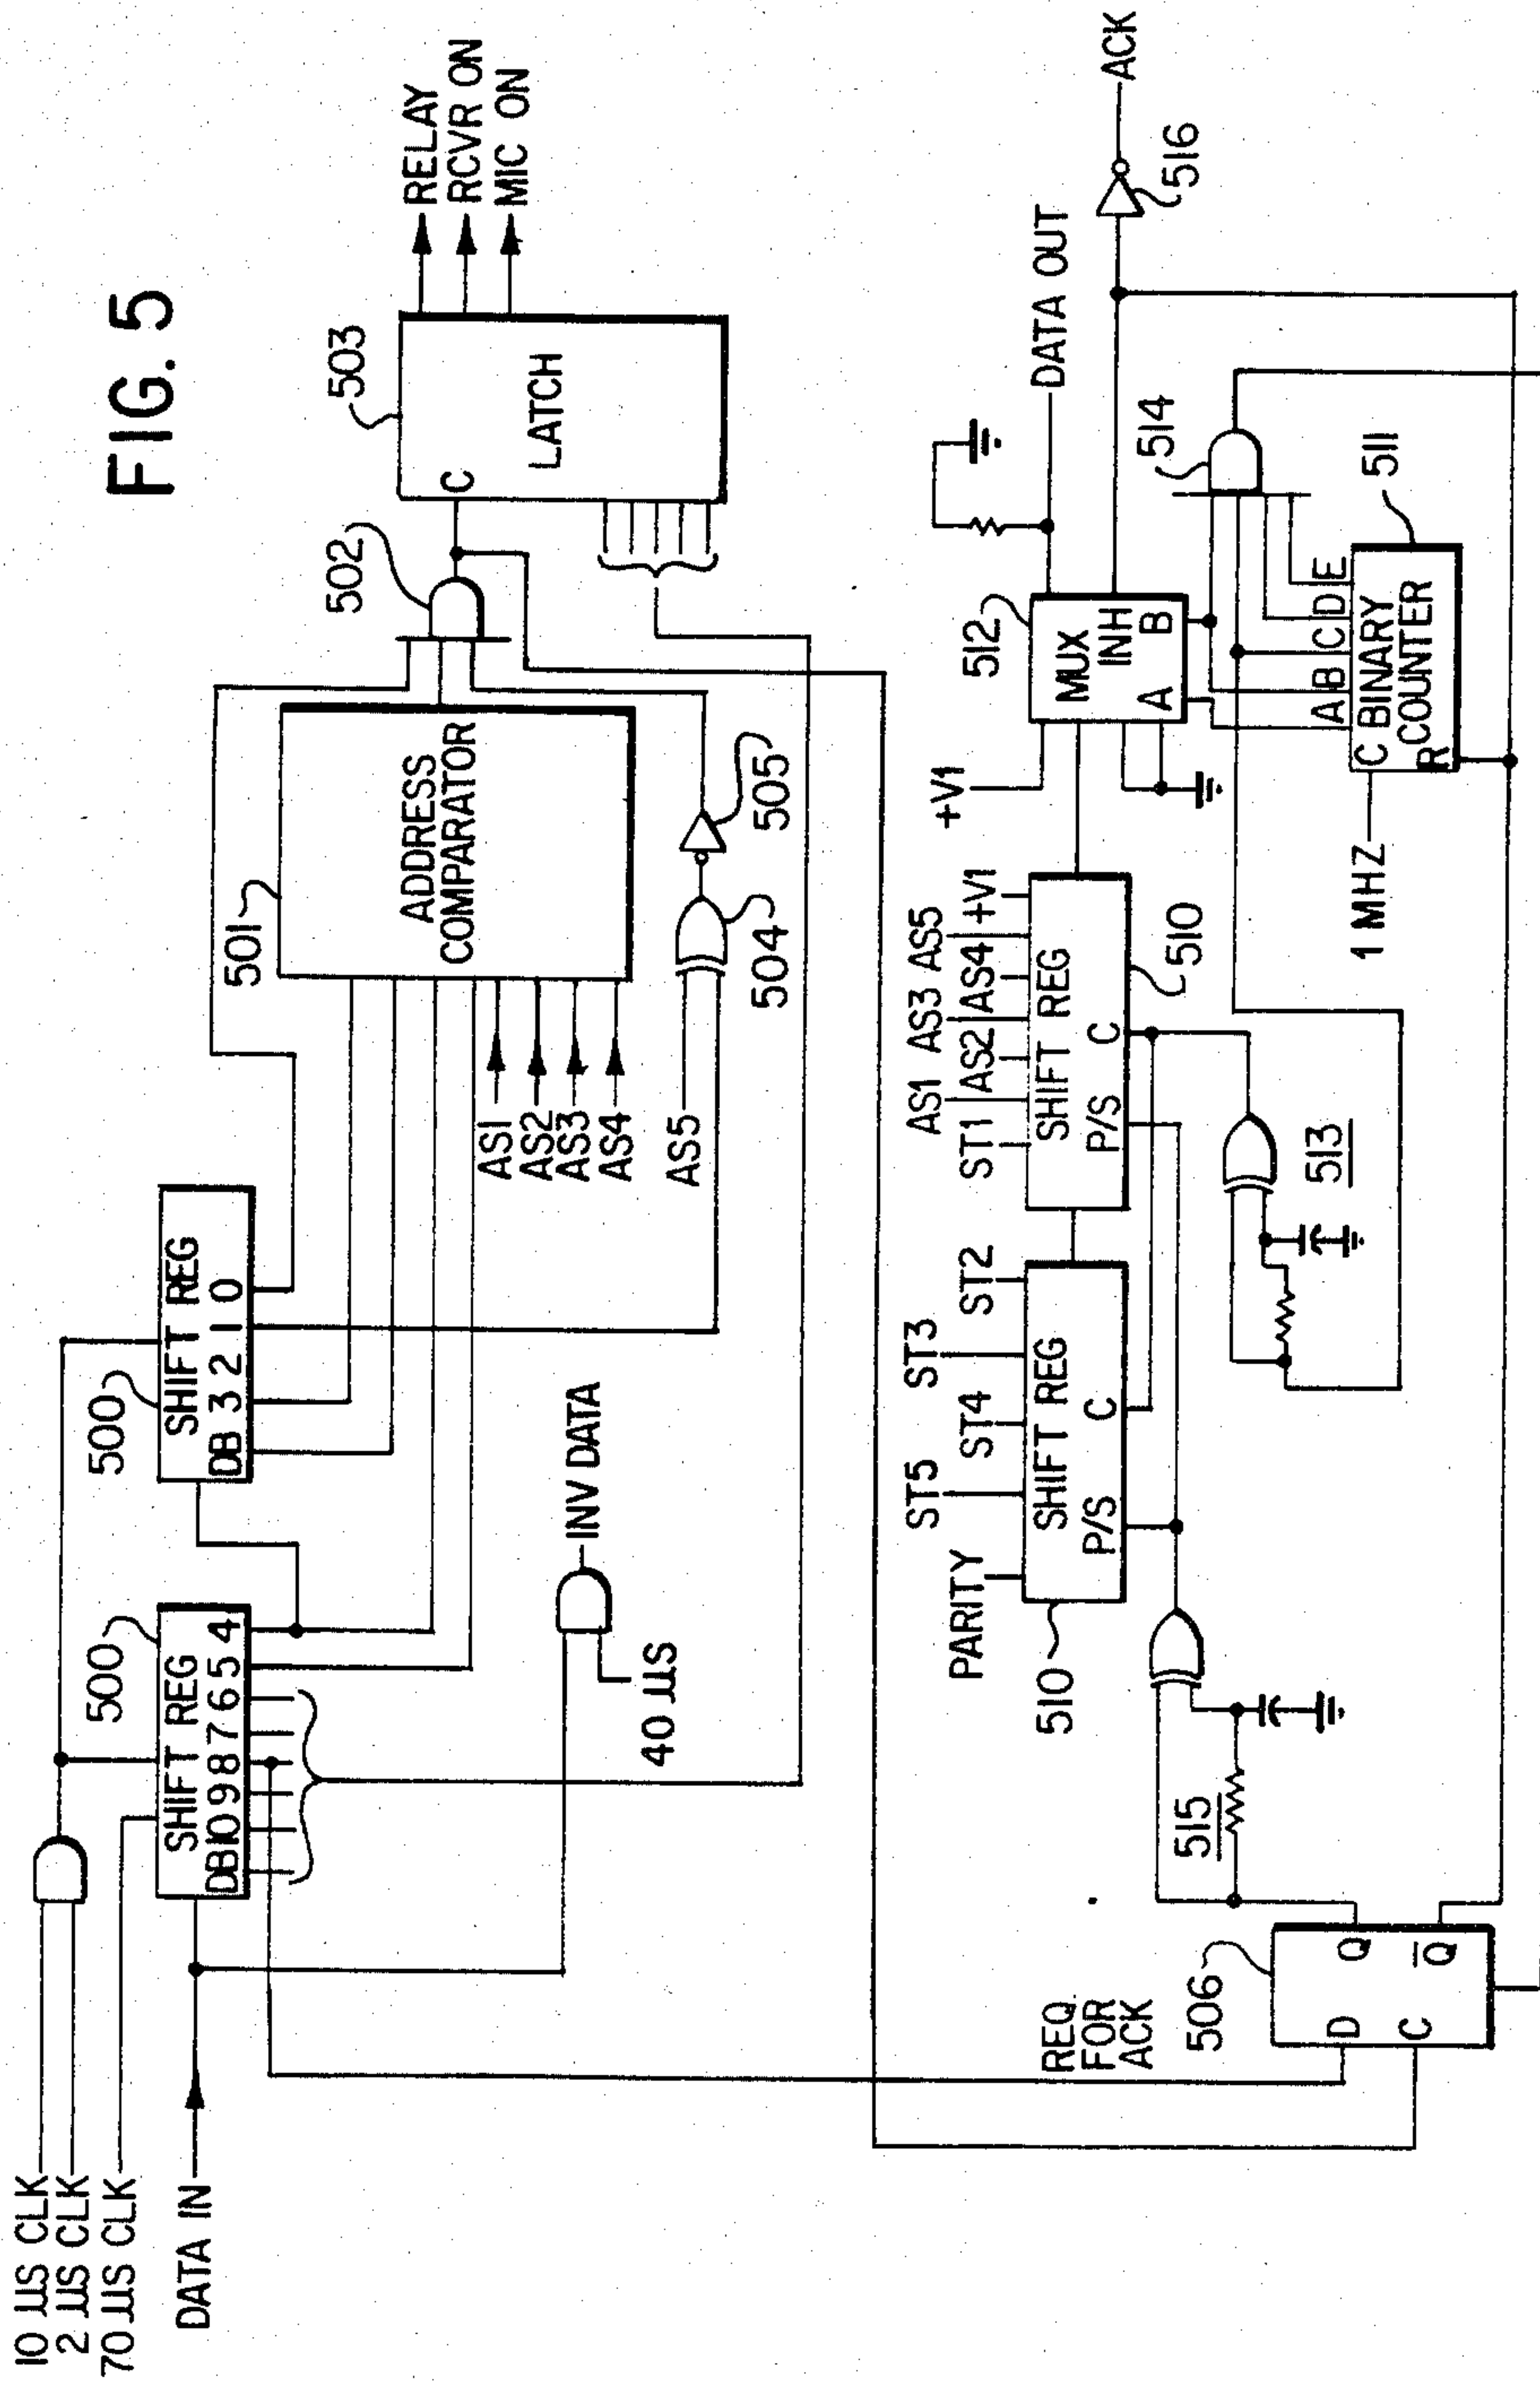 FIG. 5
10 µS CLK
2 µS CLK
70 µS CLK
DATA IN
500
SHIFT REG
DB10 9 8 7 6 5 4
500
SHIFT REG
DB 3 2 1 0
501
ADDRESS
COMPARATOR
AS1
AS2
AS3
AS4
AS5
504
505
502
503
C
LATCH
RELAY
RCVR ON
MIC ON
40 µS
INV DATA
REQ
FOR
ACK
506
D
Q
C
Q̅
515
PARITY
ST5
ST4
ST3
ST2
510
SHIFT REG
P/S
C
ST1
AS1
AS2
AS3
AS4
AS5
+V1
SHIFT REG
P/S
C
510
513
+V1
512
MUX
INH
A B
DATA OUT
516
ACK
514
511
1 MHZ
A B C D E
C BINARY
COUNTER
R